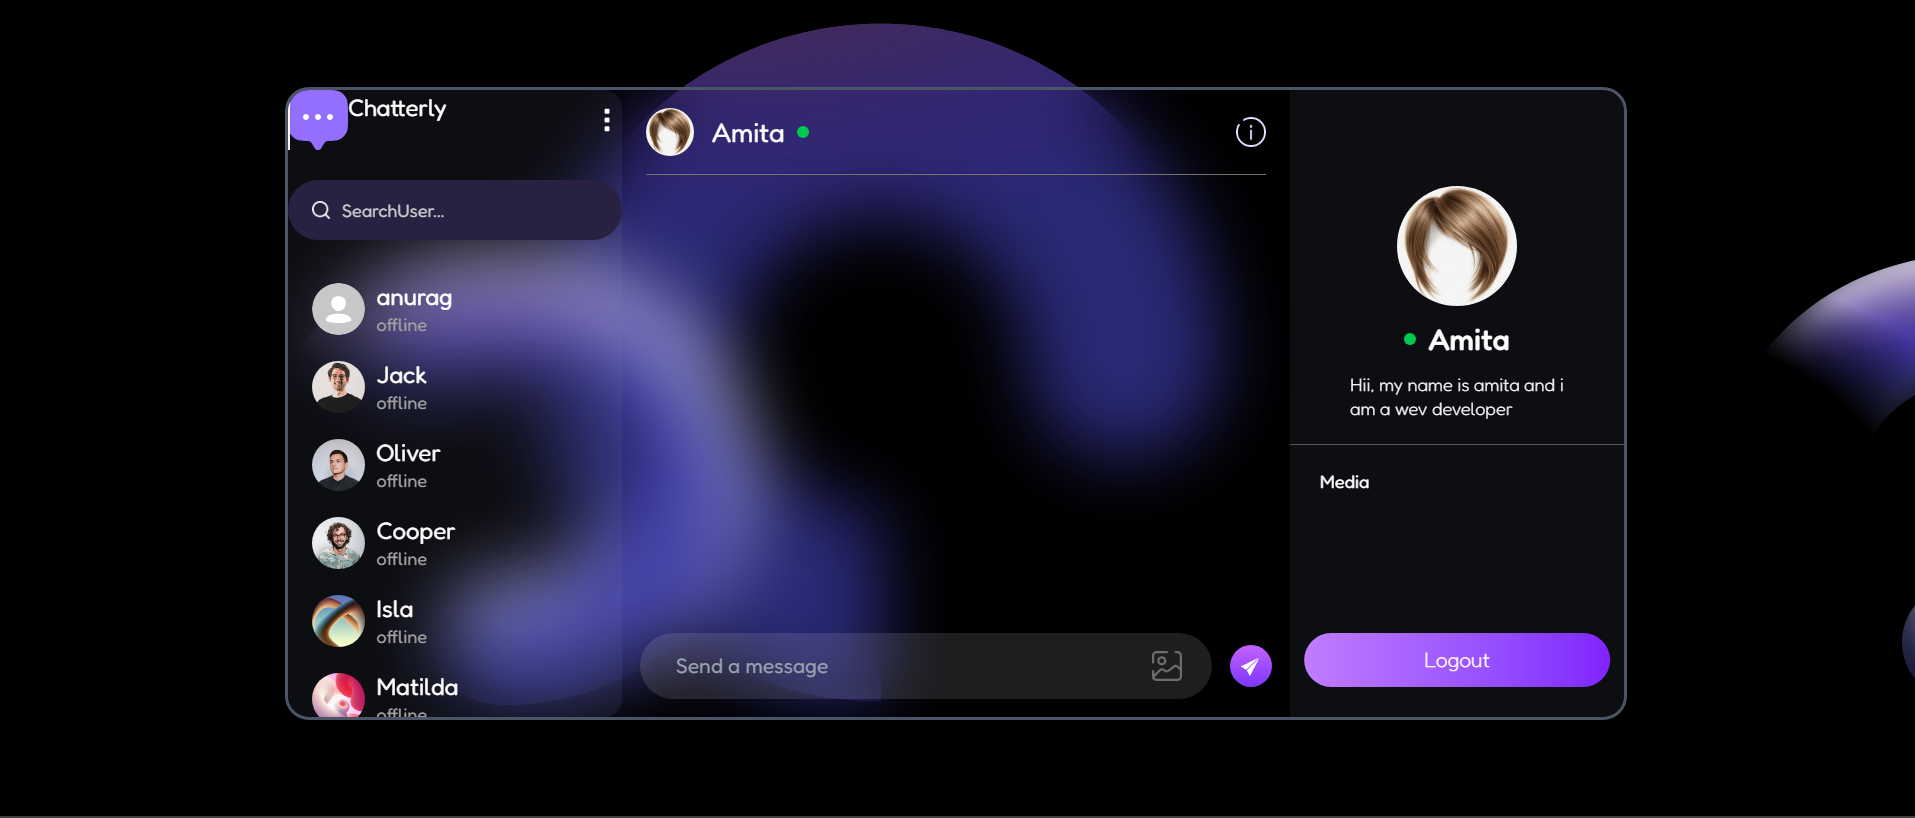 Chatterly
SearchUser...
anurag
offline
Jack
offline
Oliver
offline
Cooper
offline
Isla
offline
Matilda
offline
Amita
Send a message
Amita
Hii, my name is amita and i
am a wev developer
Media
Logout